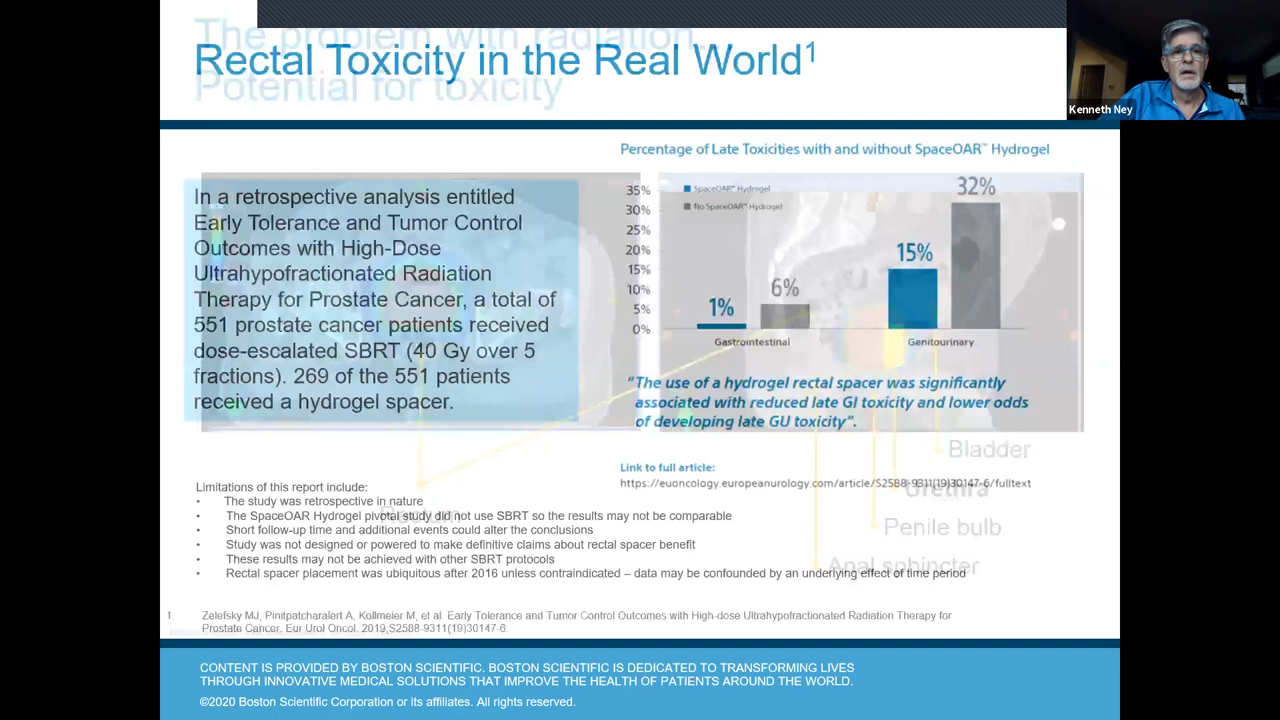 The problem with radiation
Rectal Toxicity in the Real World1
Potential for toxicity
Kenneth Ney
In a retrospective analysis entitled
Early Tolerance and Tumor Control
Outcomes with High-Dose
Ultrahypofractionated Radiation
Therapy for Prostate Cancer, a total of
551 prostate cancer patients received
dose-escalated SBRT (40 Gy over 5
fractions). 269 of the 551 patients
received a hydrogel spacer.
Percentage of Late Toxicities with and without SpaceOAR™ Hydrogel
35%
30%
25%
20%
15%
10%
5%
0%
SpaceOAR™ Hydrogel
No SpaceOAR™ Hydrogel
1%
6%
15%
32%
Gastrointestinal
Genitourinary
“The use of a hydrogel rectal spacer was significantly
associated with reduced late GI toxicity and lower odds
of developing late GU toxicity”.
Link to full article:
https://euoncology.europeanurology.com/article/S2588-9311(19)30147-6/fulltext
Bladder
Urethra
Penile bulb
Anal sphincter
Limitations of this report include:
• The study was retrospective in nature
• The SpaceOAR Hydrogel pivotal study did not use SBRT so the results may not be comparable
• Short follow-up time and additional events could alter the conclusions
• Study was not designed or powered to make definitive claims about rectal spacer benefit
• These results may not be achieved with other SBRT protocols
• Rectal spacer placement was ubiquitous after 2016 unless contraindicated – data may be confounded by an underlying effect of time period
1. Zelefsky MJ, Pinitpatcharalert A, Kollmeier M, et al. Early Tolerance and Tumor Control Outcomes with High-dose Ultrahypofractionated Radiation Therapy for
Prostate Cancer. Eur Urol Oncol. 2019;S2588-9311(19)30147-6.
CONTENT IS PROVIDED BY BOSTON SCIENTIFIC. BOSTON SCIENTIFIC IS DEDICATED TO TRANSFORMING LIVES
THROUGH INNOVATIVE MEDICAL SOLUTIONS THAT IMPROVE THE HEALTH OF PATIENTS AROUND THE WORLD.
©2020 Boston Scientific Corporation or its affiliates. All rights reserved.